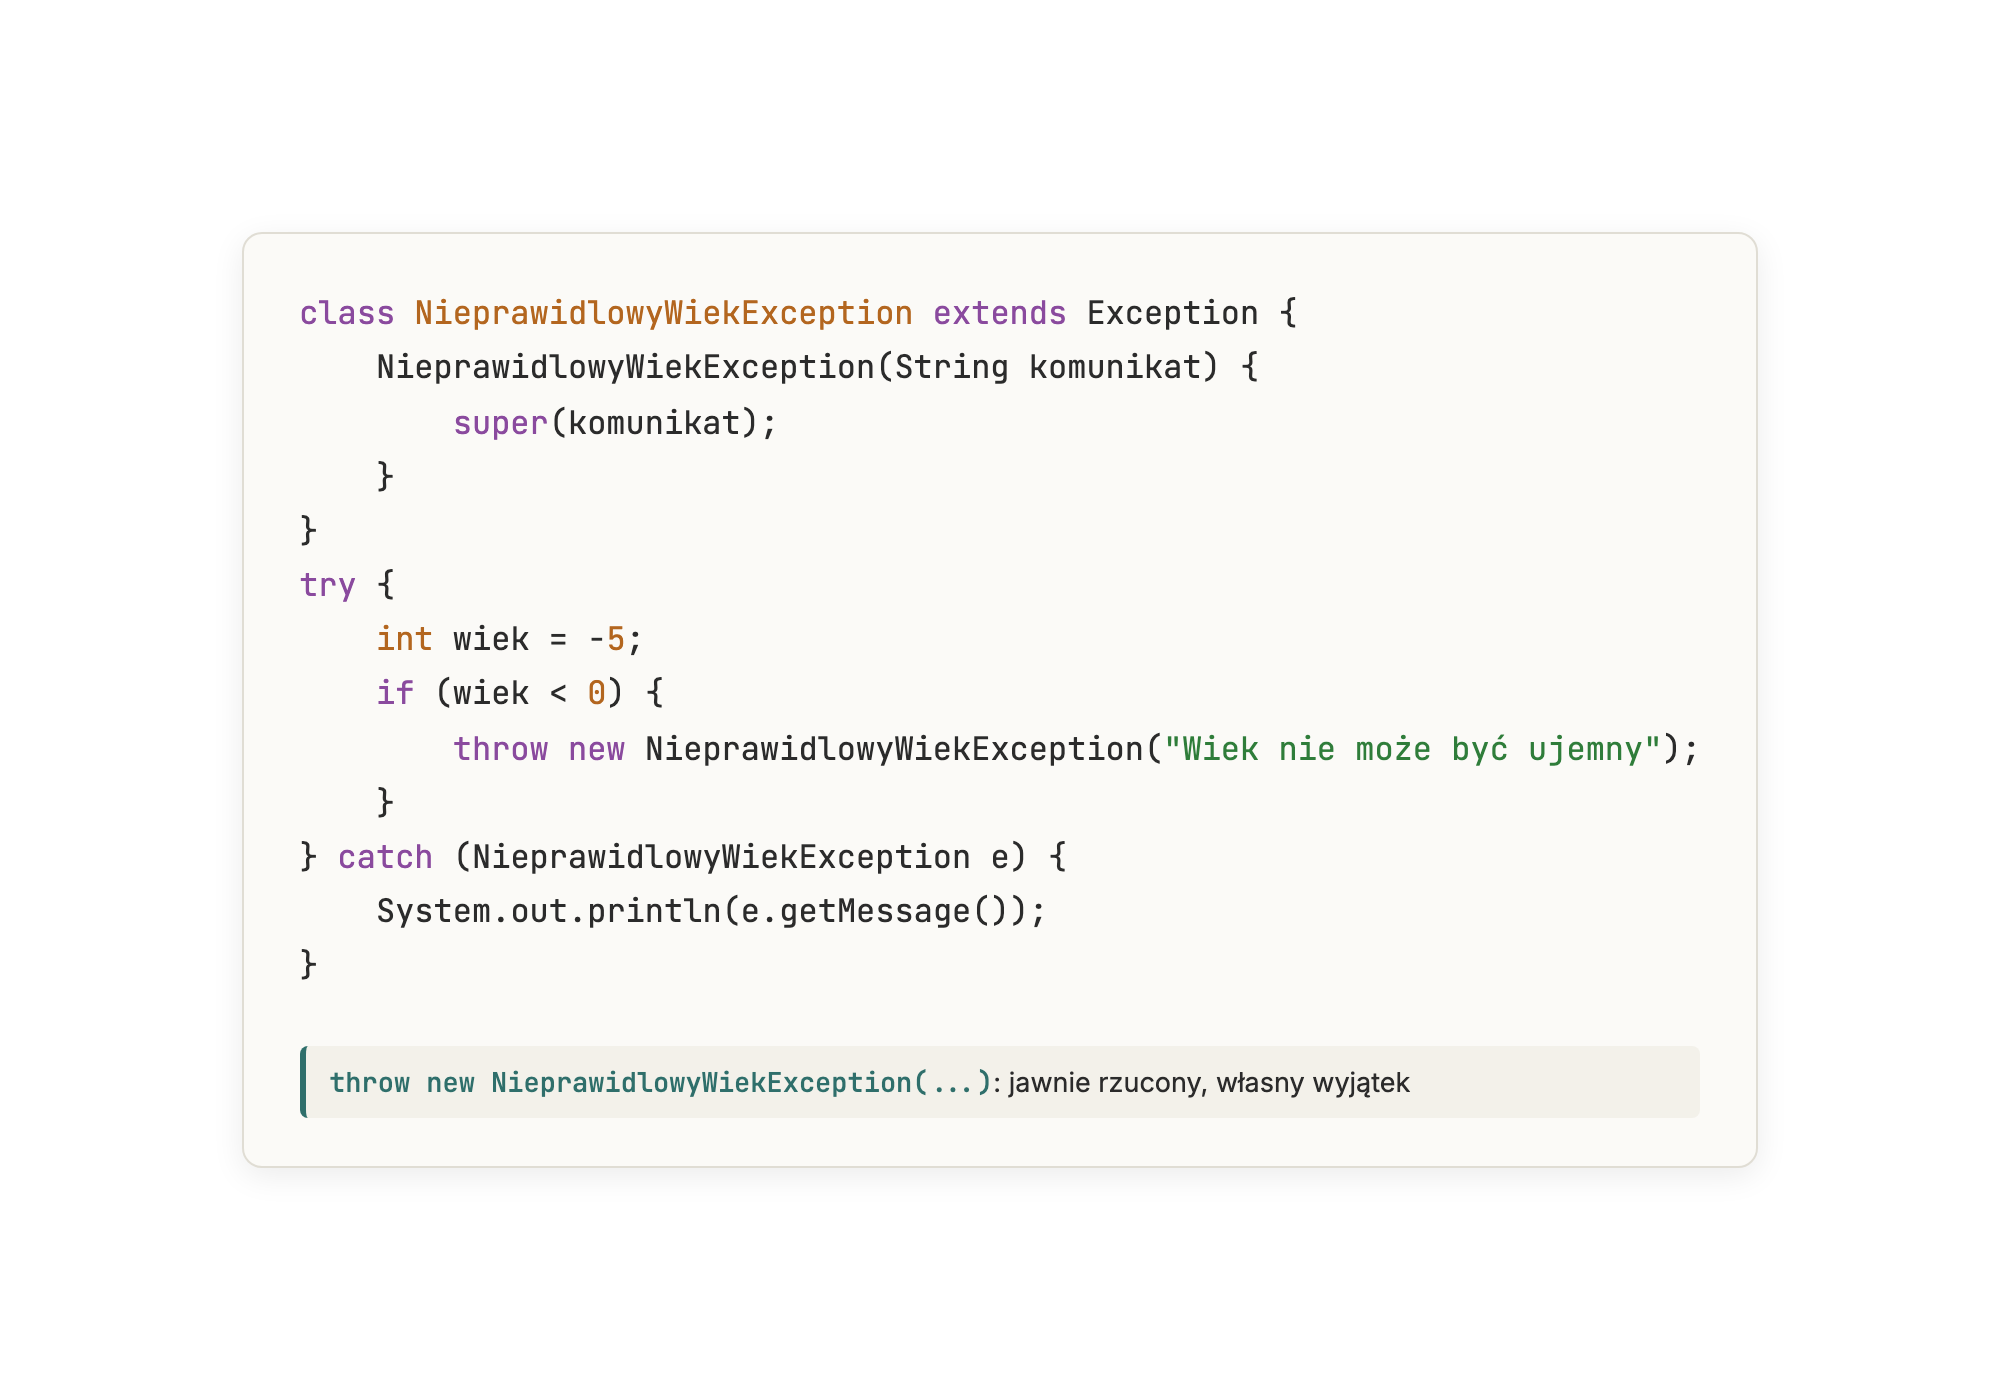 class NieprawidlowyWiekException extends Exception {
    NieprawidlowyWiekException(String komunikat) {
        super(komunikat);
    }
}
try {
    int wiek = -5;
    if (wiek < 0) {
        throw new NieprawidlowyWiekException("Wiek nie może być ujemny");
    }
} catch (NieprawidlowyWiekException e) {
    System.out.println(e.getMessage());
}
throw new NieprawidlowyWiekException(...): jawnie rzucony, własny wyjątek